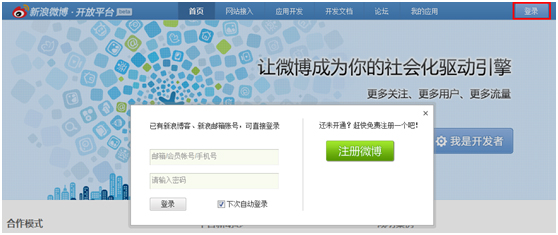 新浪微博·开放平台 beta
首页 网站接入 应用开发 开发文档 论坛 我的应用 登录
让微博成为你的社会化驱动引擎
更多关注、更多用户、更多流量
已有新浪博客、新浪邮箱账号，可直接登录
还未开通？赶快免费注册一个吧！
邮箱/会员帐号/手机号
注册微博
我是开发者
请输入密码
登录
下次自动登录
合作模式